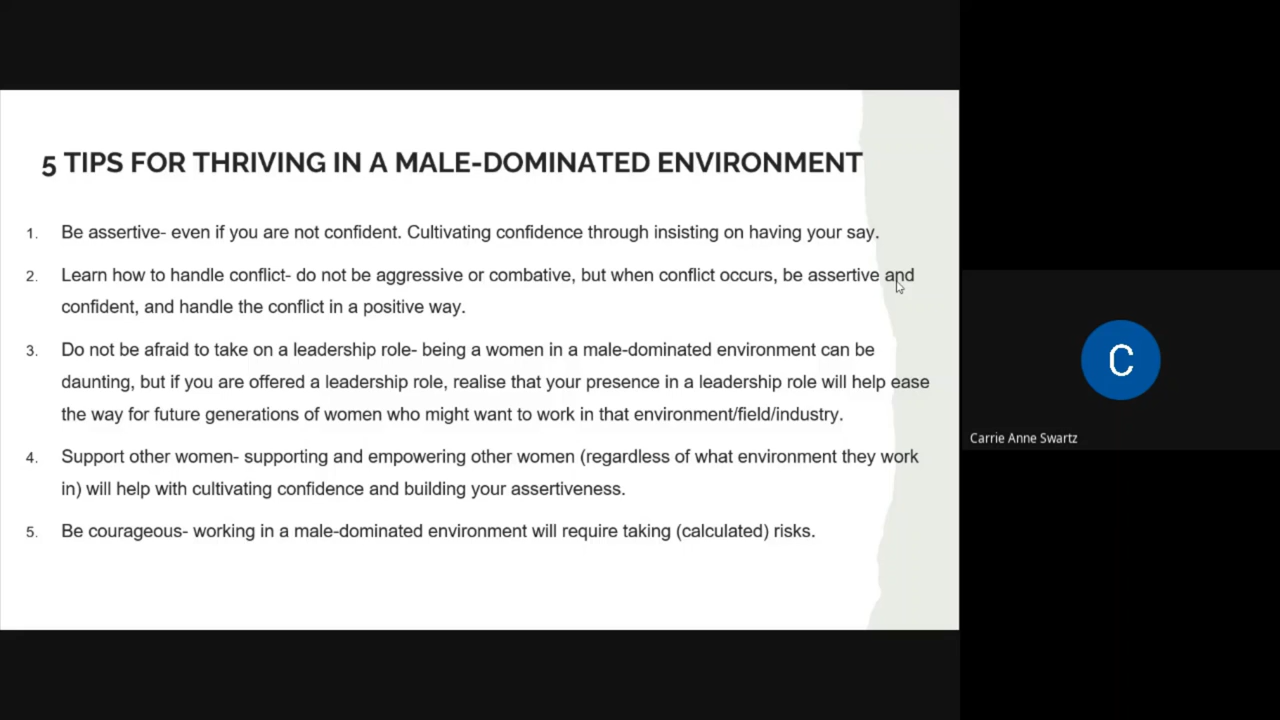 5 TIPS FOR THRIVING IN A MALE-DOMINATED ENVIRONMENT
1. Be assertive- even if you are not confident. Cultivating confidence through insisting on having your say.
2. Learn how to handle conflict- do not be aggressive or combative, but when conflict occurs, be assertive and
confident, and handle the conflict in a positive way.
3. Do not be afraid to take on a leadership role- being a women in a male-dominated environment can be
daunting, but if you are offered a leadership role, realise that your presence in a leadership role will help ease
the way for future generations of women who might want to work in that environment/field/industry.
4. Support other women- supporting and empowering other women (regardless of what environment they work
in) will help with cultivating confidence and building your assertiveness.
5. Be courageous- working in a male-dominated environment will require taking (calculated) risks.
C
Carrie Anne Swartz